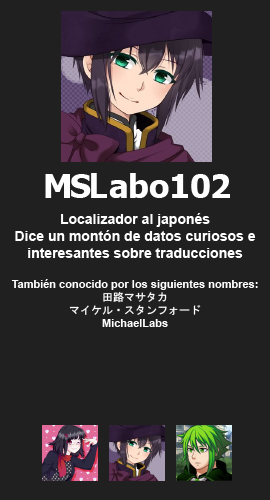 MSLabo102
Localizador al japonés
Dice un montón de datos curiosos e
interesantes sobre traducciones
También conocido por los siguientes nombres:
田路マサタカ
マイケル・スタンフォード
MichaelLabs